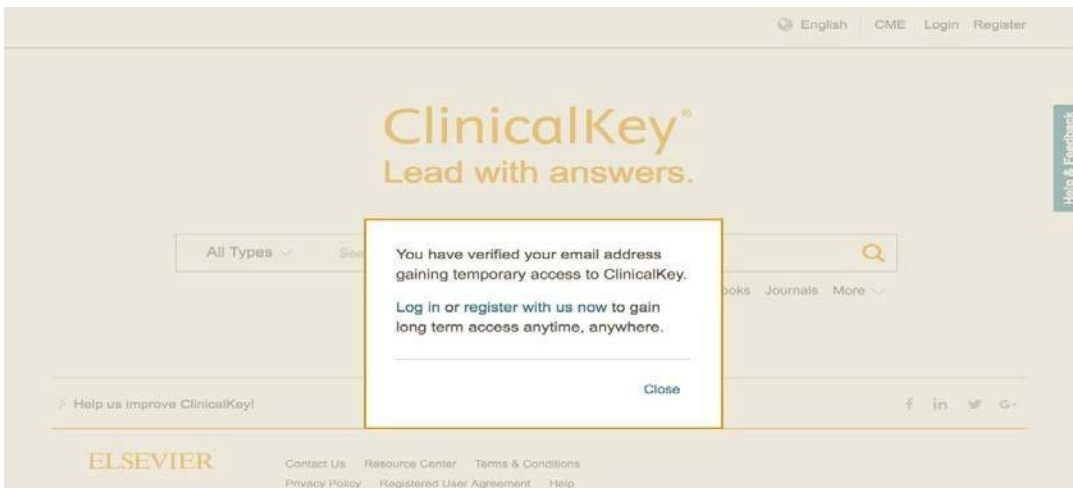 English CME Login Register
Help & Feedback
ClinicalKey®
Lead with answers.
All Types
You have verified your email address
gaining temporary access to ClinicalKey.
Log in or register with us now to gain
long term access anytime, anywhere.
Close
Journals More
Help us improve ClinicalKey!
f in G+
ELSEVIER
Contact Us Resource Center Terms & Conditions
Privacy Policy Registered User Agreement Help